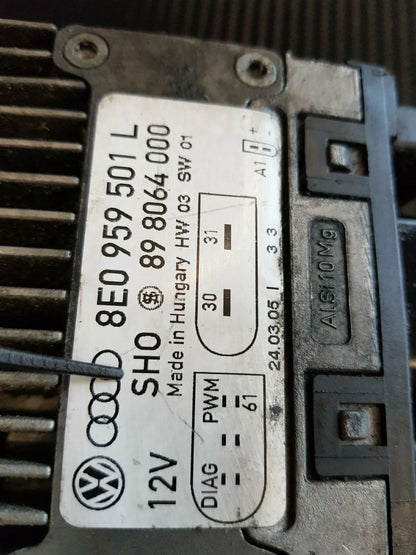 8E0 959 501 L
SHO 89 8064 000
Made in Hungary HW 03 SW 01
12V
30 31
DIAG PWM
61
24.03.05 I 3 3
A1 + -
AlSi10Mg